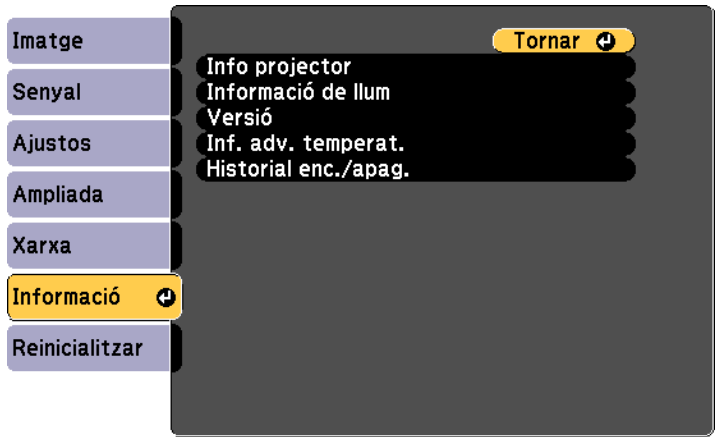 Imatge
Senyal
Ajustos
Ampliada
Xarxa
Informació
Reinicialitzar
Tornar
Info projector
Informació de llum
Versió
Inf. adv. temperat.
Historial enc./apag.